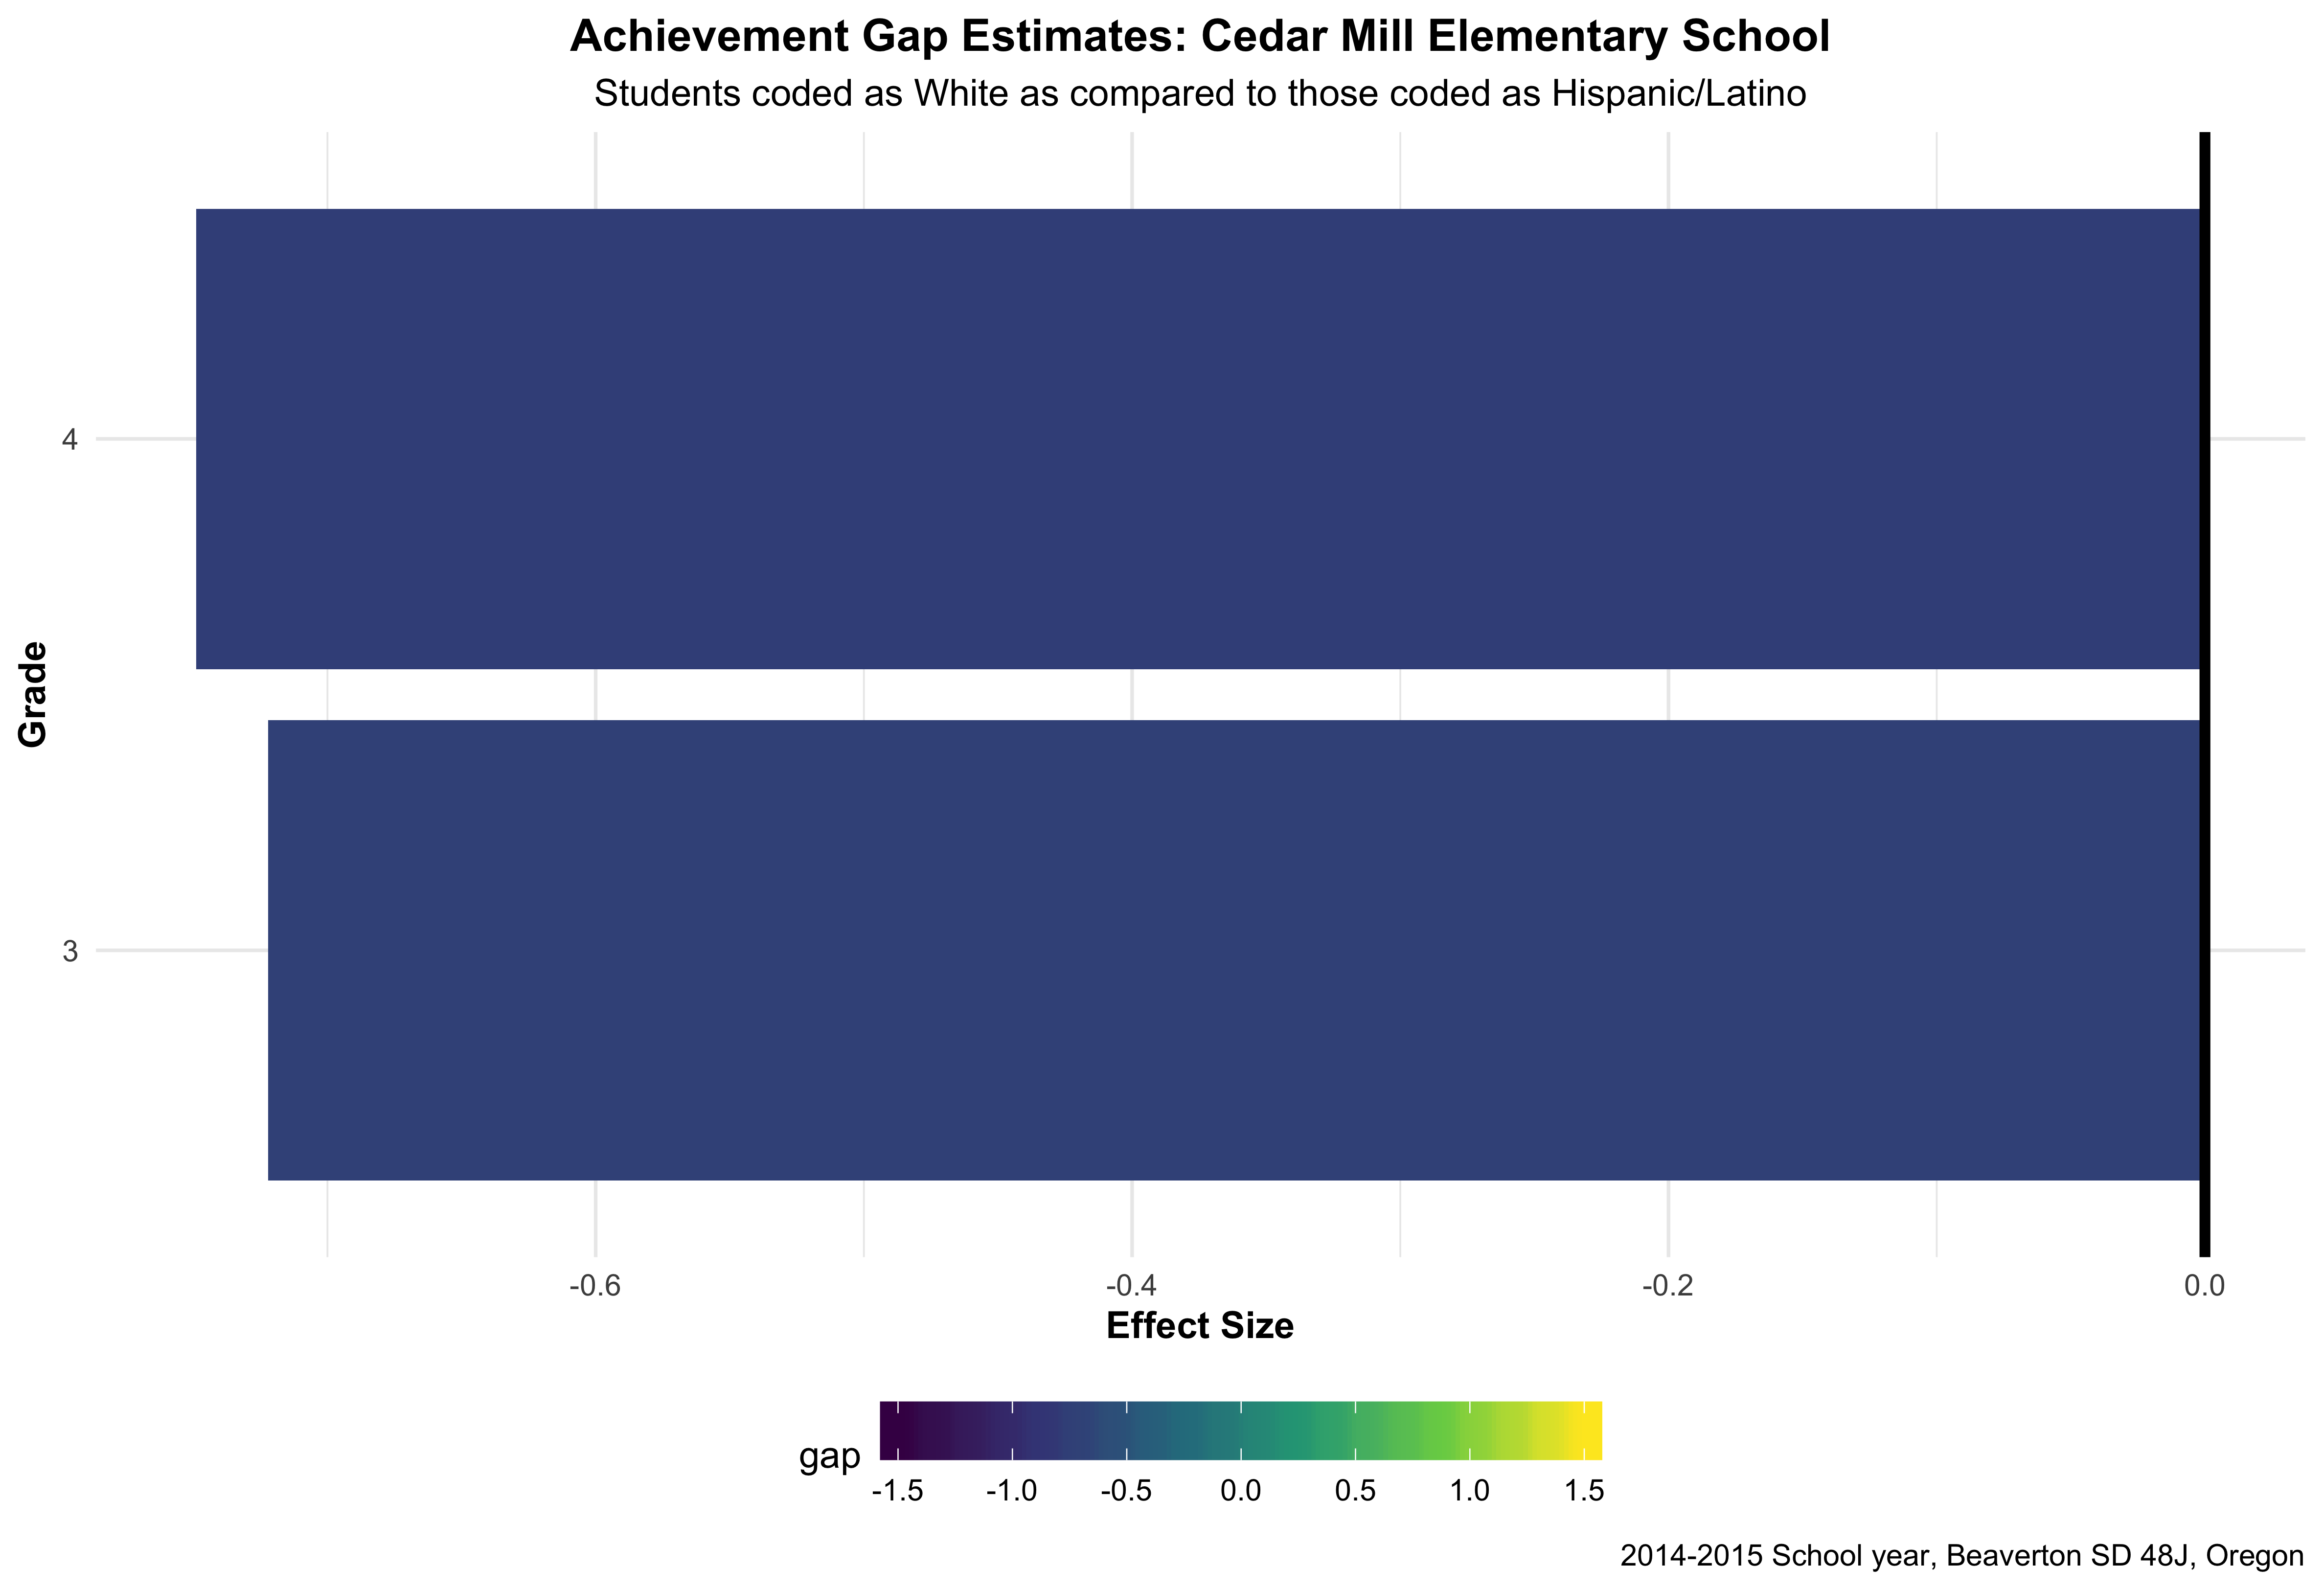 Achievement Gap Estimates: Cedar Mill Elementary School
Students coded as White as compared to those coded as Hispanic/Latino
Grade
4
3
-0.6 -0.4 -0.2 0.0
Effect Size
gap
-1.5 -1.0 -0.5 0.0 0.5 1.0 1.5
2014-2015 School year, Beaverton SD 48J, Oregon